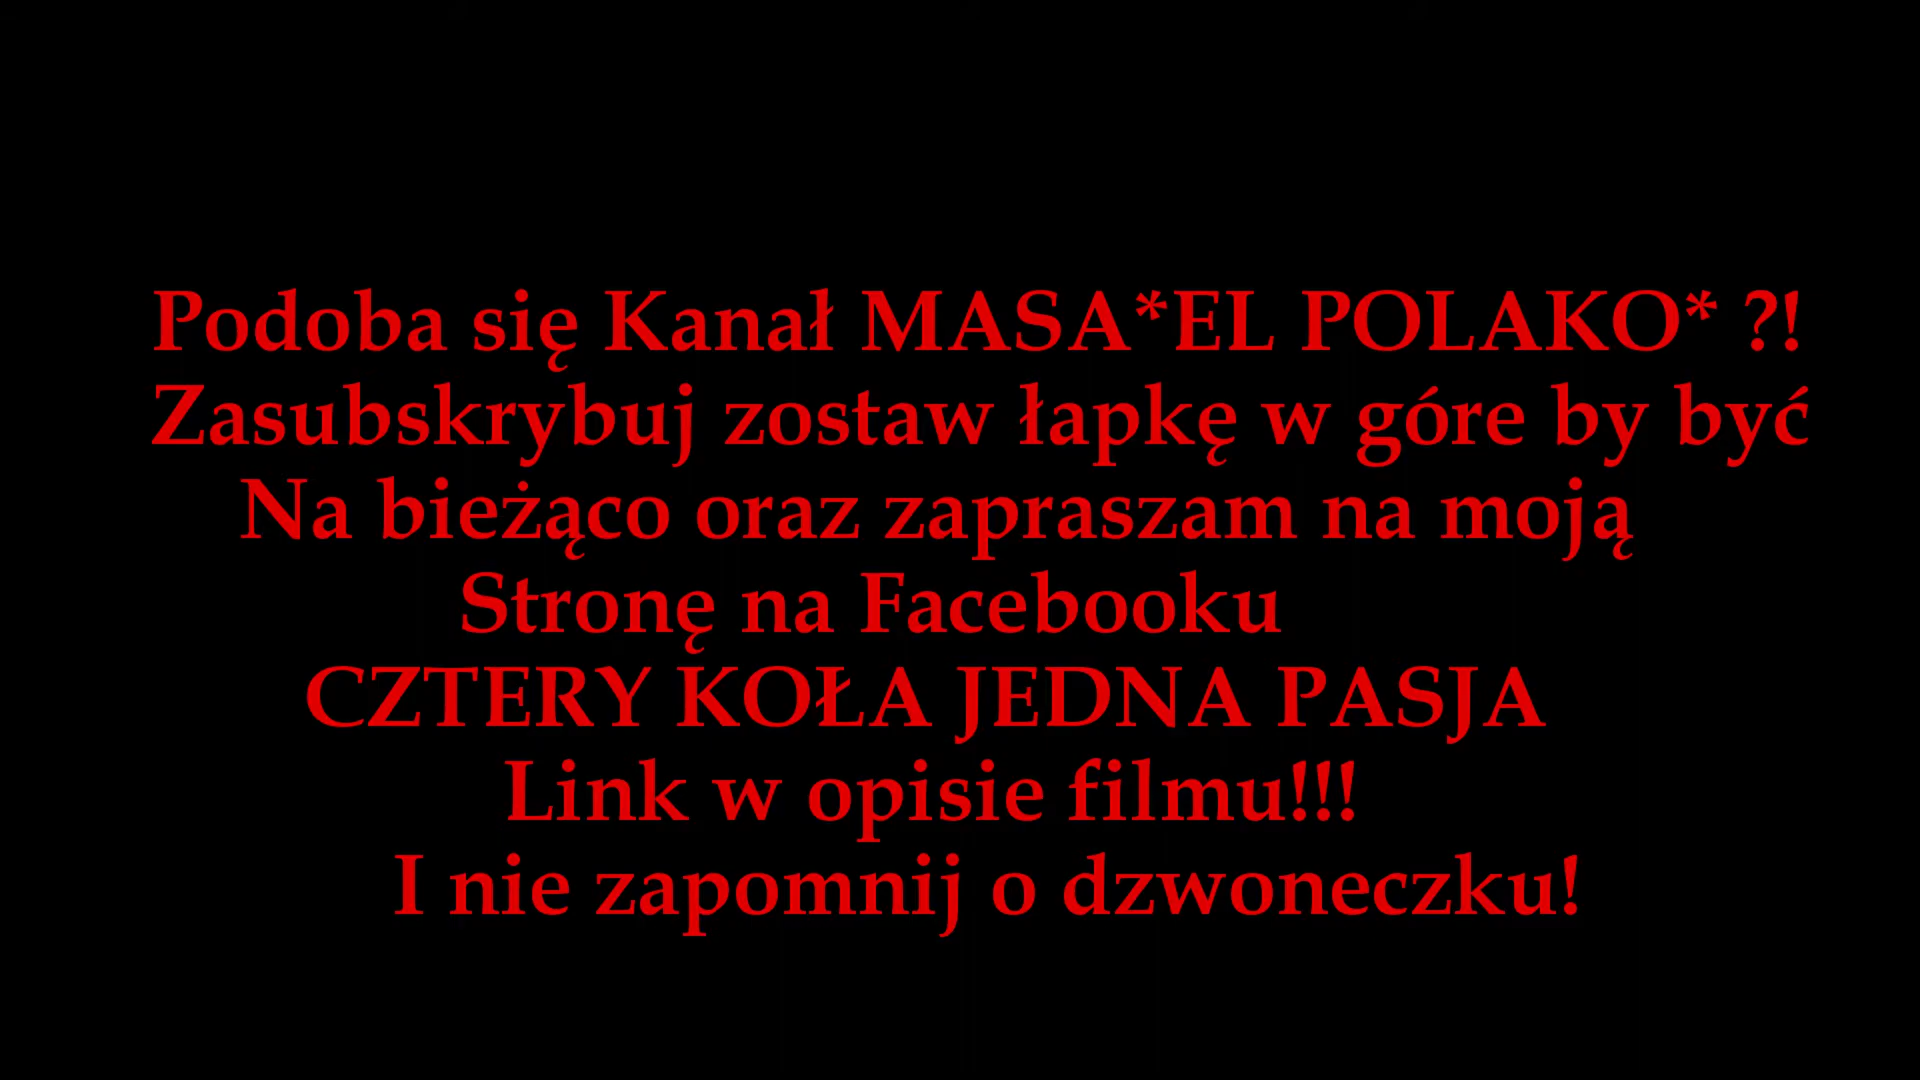 Podoba się Kanał MASA*EL POLAKO* ?!
Zasubskrybuj zostaw łapkę w góre by być
Na bieżąco oraz zapraszam na moją
Stronę na Facebooku
CZTERY KOŁA JEDNA PASJA
Link w opisie filmu!!!
I nie zapomnij o dzwoneczku!